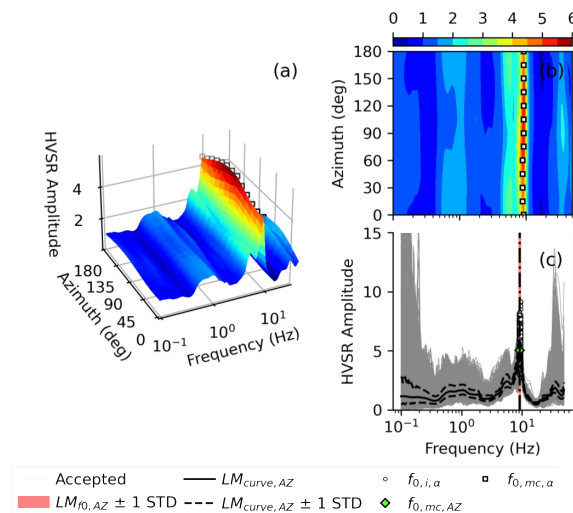 0 1 2 3 4 5 6
(a)
HVSR Amplitude
4
2
180
135
90
45
0
Azimuth (deg)
10⁻¹
10⁰
10¹
Frequency (Hz)
(b)
Azimuth (deg)
180
150
120
90
60
30
0
(c)
HVSR Amplitude
15
10
5
0
10⁻¹ 10⁰ 10¹
Frequency (Hz)
Accepted LM_curve,AZ f_0,i,α f_0,mc,α
LM_f0,AZ ± 1 STD LM_curve,AZ ± 1 STD f_0,mc,AZ